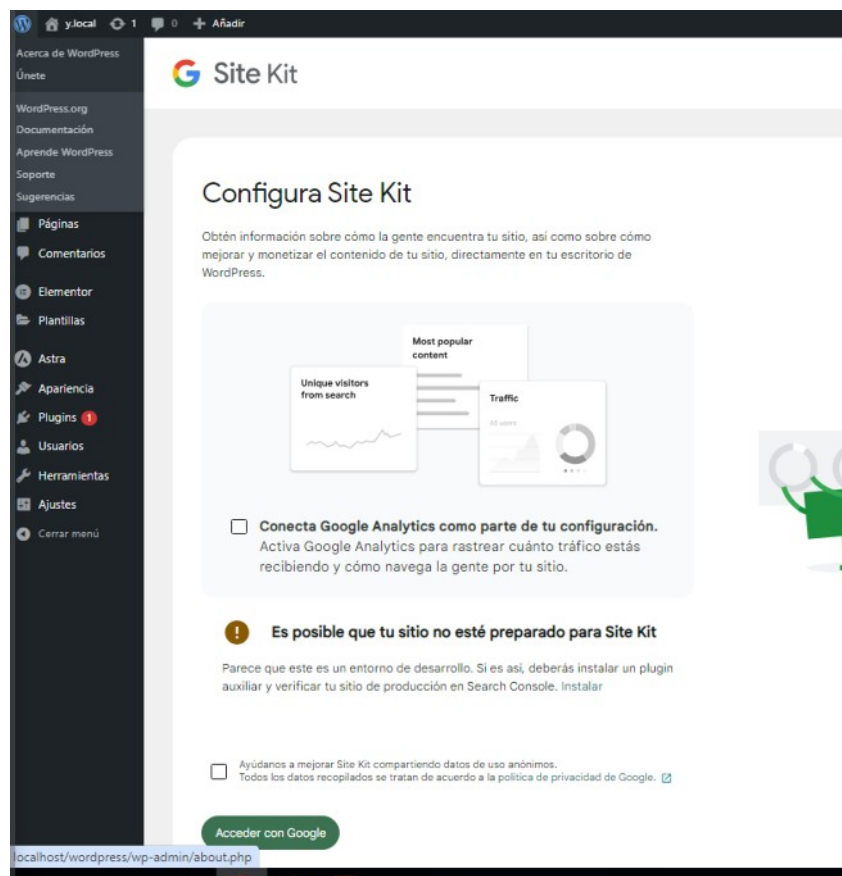 y.local 1 0 + Añadir
Acerca de WordPress
Únete
WordPress.org
Documentación
Aprende WordPress
Soporte
Sugerencias
Páginas
Comentarios
Elementor
Plantillas
Astra
Apariencia
Plugins 1
Usuarios
Herramientas
Ajustes
Cerrar menú
G Site Kit
Configura Site Kit
Obtén información sobre cómo la gente encuentra tu sitio, así como sobre cómo
mejorar y monetizar el contenido de tu sitio, directamente en tu escritorio de
WordPress.
Most popular
content
Unique visitors
from search
Traffic
All users
Conecta Google Analytics como parte de tu configuración.
Activa Google Analytics para rastrear cuánto tráfico estás
recibiendo y cómo navega la gente por tu sitio.
Es posible que tu sitio no esté preparado para Site Kit
Parece que este es un entorno de desarrollo. Si es así, deberás instalar un plugin
auxiliar y verificar tu sitio de producción en Search Console. Instalar
Ayúdanos a mejorar Site Kit compartiendo datos de uso anónimos.
Todos los datos recopilados se tratan de acuerdo a la política de privacidad de Google.
Acceder con Google
localhost/wordpress/wp-admin/about.php